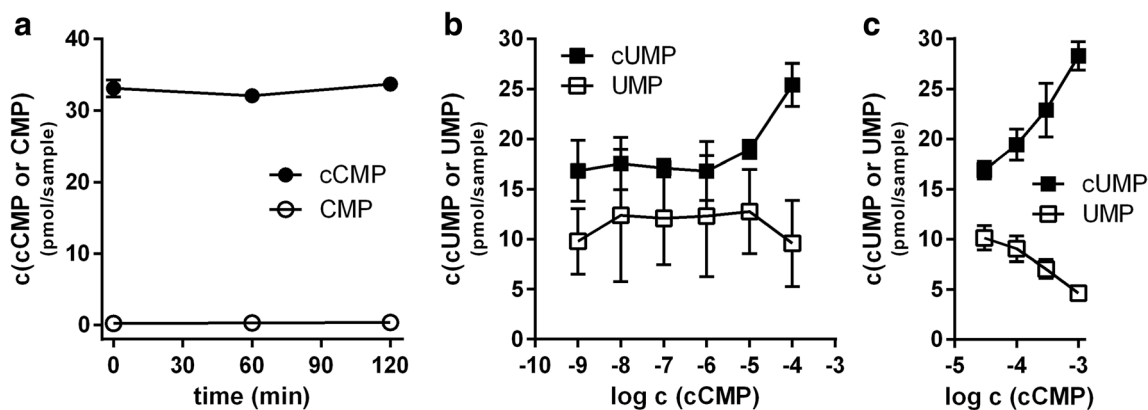 a
c(cCMP or CMP)
(pmol/sample)
40
30
20
10
0
cCMP
CMP
0 30 60 90 120
time (min)
b
c(cUMP or UMP)
(pmol/sample)
30
25
20
15
10
5
0
cUMP
UMP
-10 -9 -8 -7 -6 -5 -4 -3
log c (cCMP)
c
c(cUMP or UMP)
(pmol/sample)
30
25
20
15
10
5
0
cUMP
UMP
-5 -4 -3
log c (cCMP)